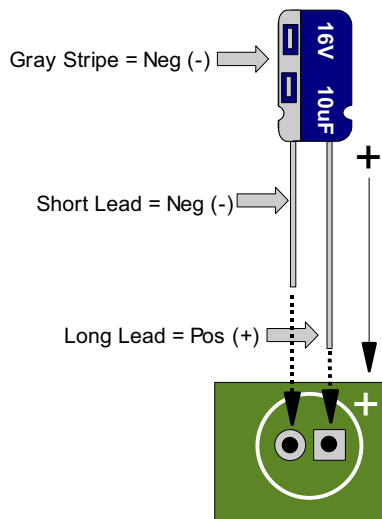 Gray Stripe = Neg (-)
16V
10uF
+
Short Lead = Neg (-)
Long Lead = Pos (+)
+